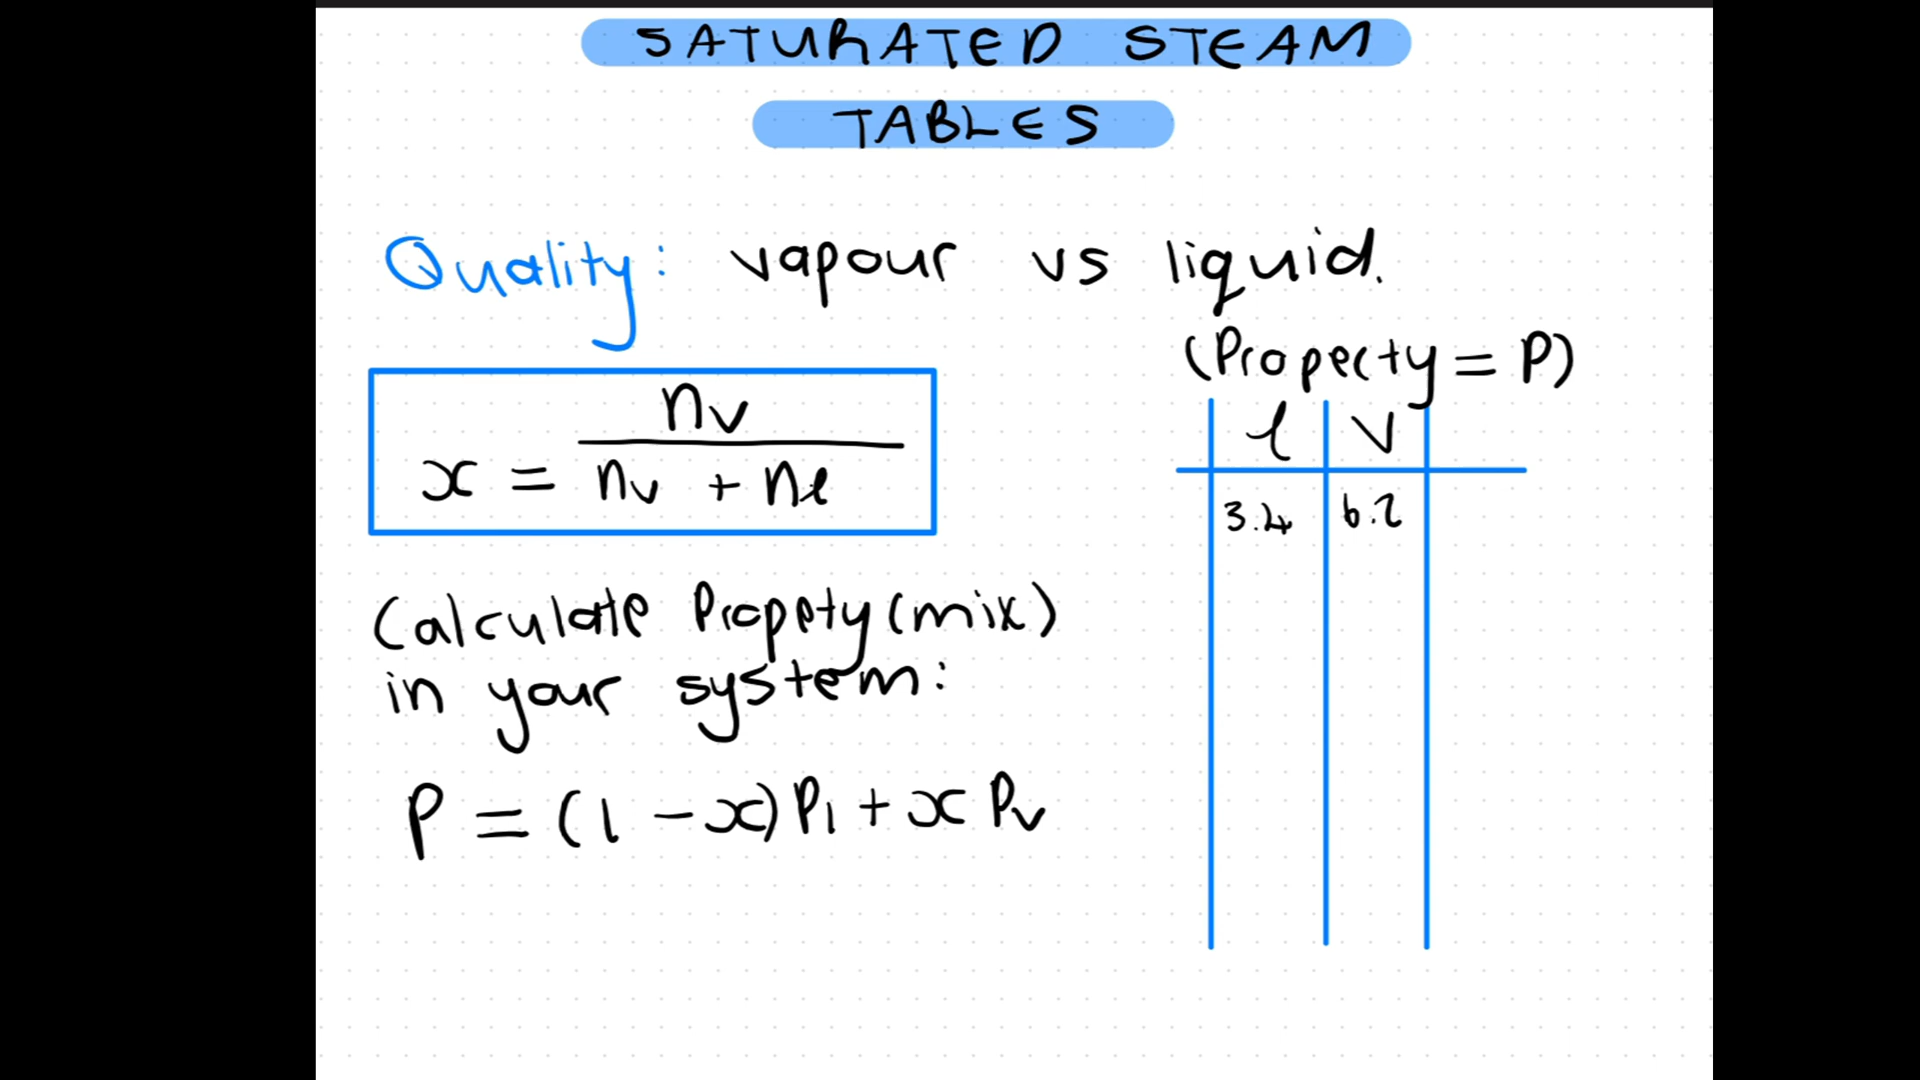 SATURATED STEAM
TABLES
Quality: vapour vs liquid.
(Property = P)
x = nv / nv + nl
l v
3.4 6.2
Calculate Propety (mix)
in your system:
P = (1 - x) Pl + x Pv